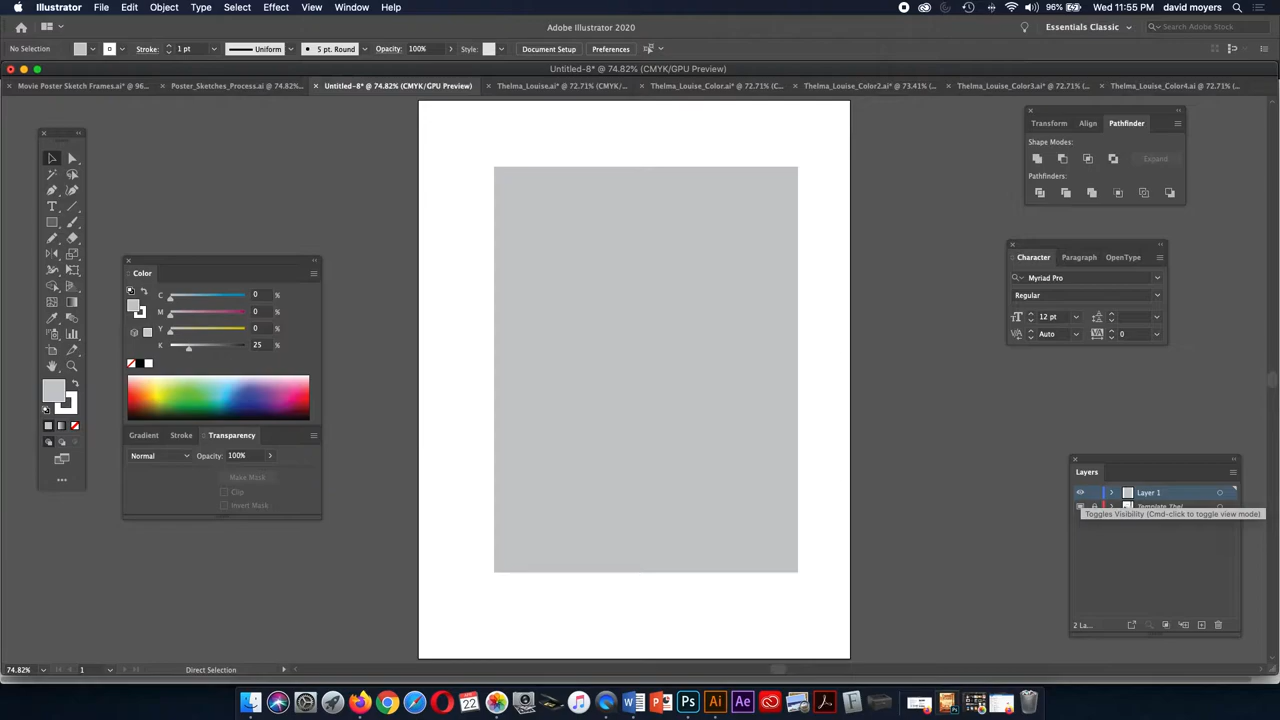 Illustrator File Edit Object Type Select Effect View Window Help 96% Wed 11:55 PM david moyers
Adobe Illustrator 2020 Essentials Classic Search Adobe Stock
No Selection Stroke: 1 pt Uniform 5 pt. Round Opacity: 100% Style: Document Setup Preferences
Untitled-8* @ 74.82% (CMYK/GPU Preview)
Movie Poster Sketch Frames.ai* @ 96... Poster_Sketches_Process.ai @ 74.82%... Untitled-8* @ 74.82% (CMYK/GPU Preview) Thelma_Louise.ai* @ 72.71% (CMYK/... Thelma_Louise_Color.ai* @ 72.71% (C... Thelma_Louise_Color2.ai* @ 73.41% (... Thelma_Louise_Color3.ai* @ 72.71% (... Thelma_Louise_Color4.ai @ 72.71% (...
Transform Align Pathfinder
Shape Modes:
Expand
Pathfinders:
Character Paragraph OpenType
Myriad Pro
Regular
12 pt
Auto 0
Color
C 0 %
M 0 %
Y 0 %
K 25 %
Gradient Stroke Transparency
Normal Opacity: 100%
Make Mask
Clip
Invert Mask
Layers
Layer 1
Toggles Visibility (Cmd-click to toggle view mode)
2 La...
74.82% 1 Direct Selection
22
W P Ps Ai Ae